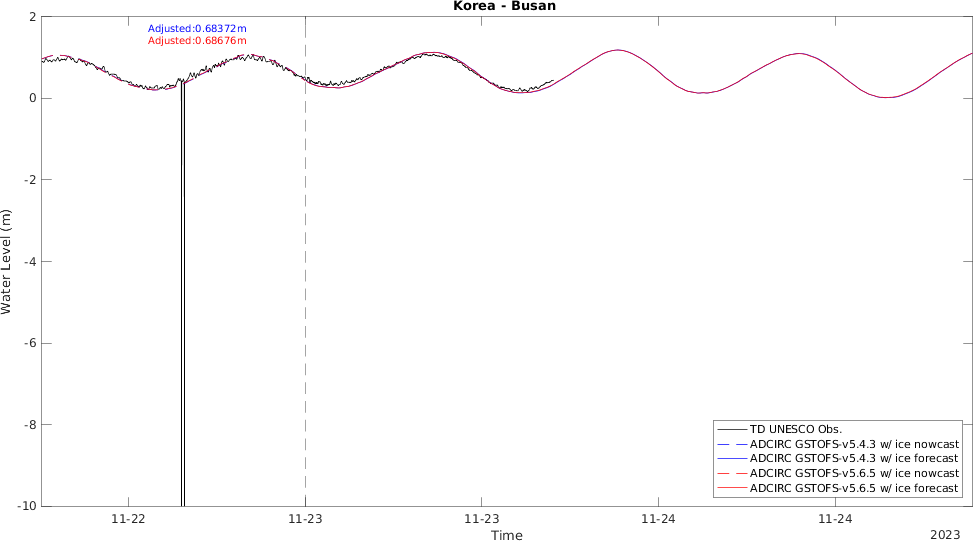 Korea - Busan
Adjusted:0.68372m
Adjusted:0.68676m
2
0
-2
-4
-6
-8
-10
Water Level (m)
11-22
11-23
11-23
11-24
11-24
Time
2023
TD UNESCO Obs.
ADCIRC GSTOFS-v5.4.3 w/ ice nowcast
ADCIRC GSTOFS-v5.4.3 w/ ice forecast
ADCIRC GSTOFS-v5.6.5 w/ ice nowcast
ADCIRC GSTOFS-v5.6.5 w/ ice forecast